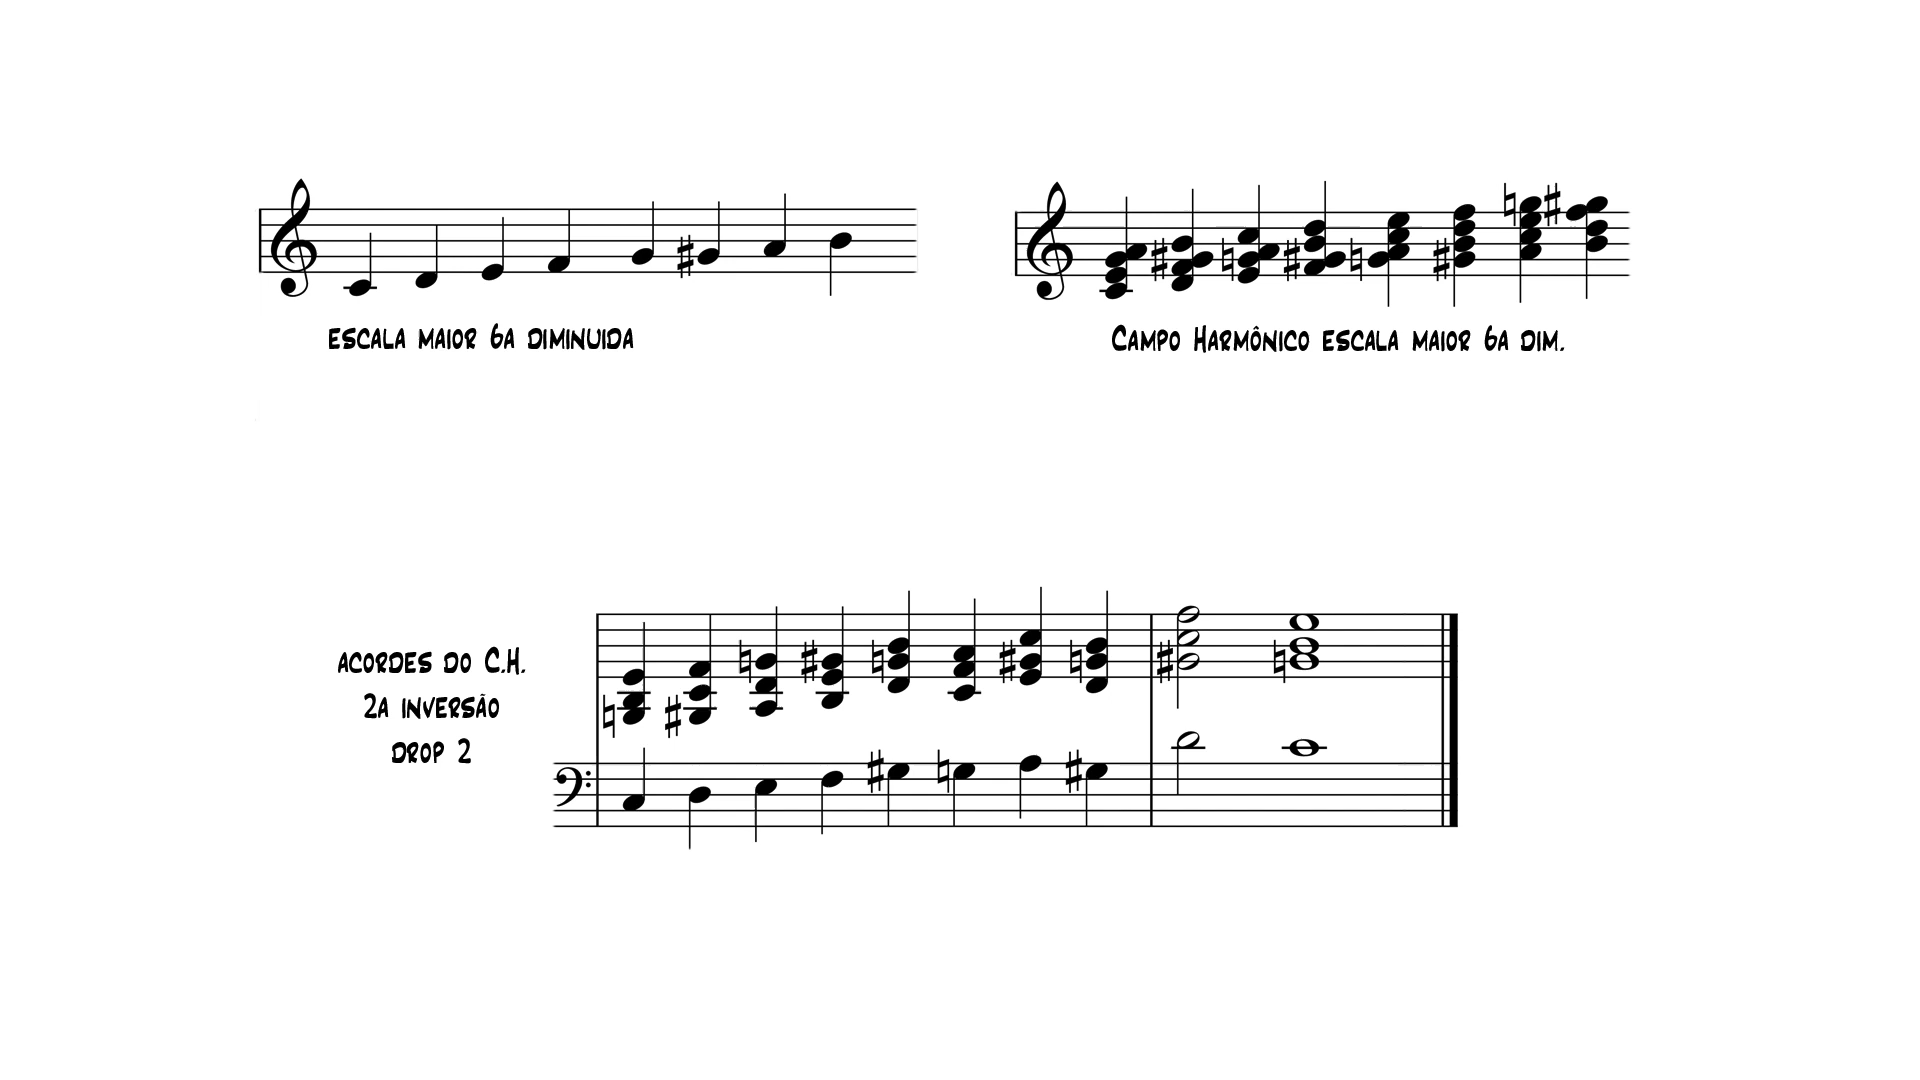 ESCALA MAIOR 6A DIMINUIDA
CAMPO HARMÔNICO ESCALA MAIOR 6A DIM.
ACORDES DO C.H.
2A INVERSÃO
DROP 2